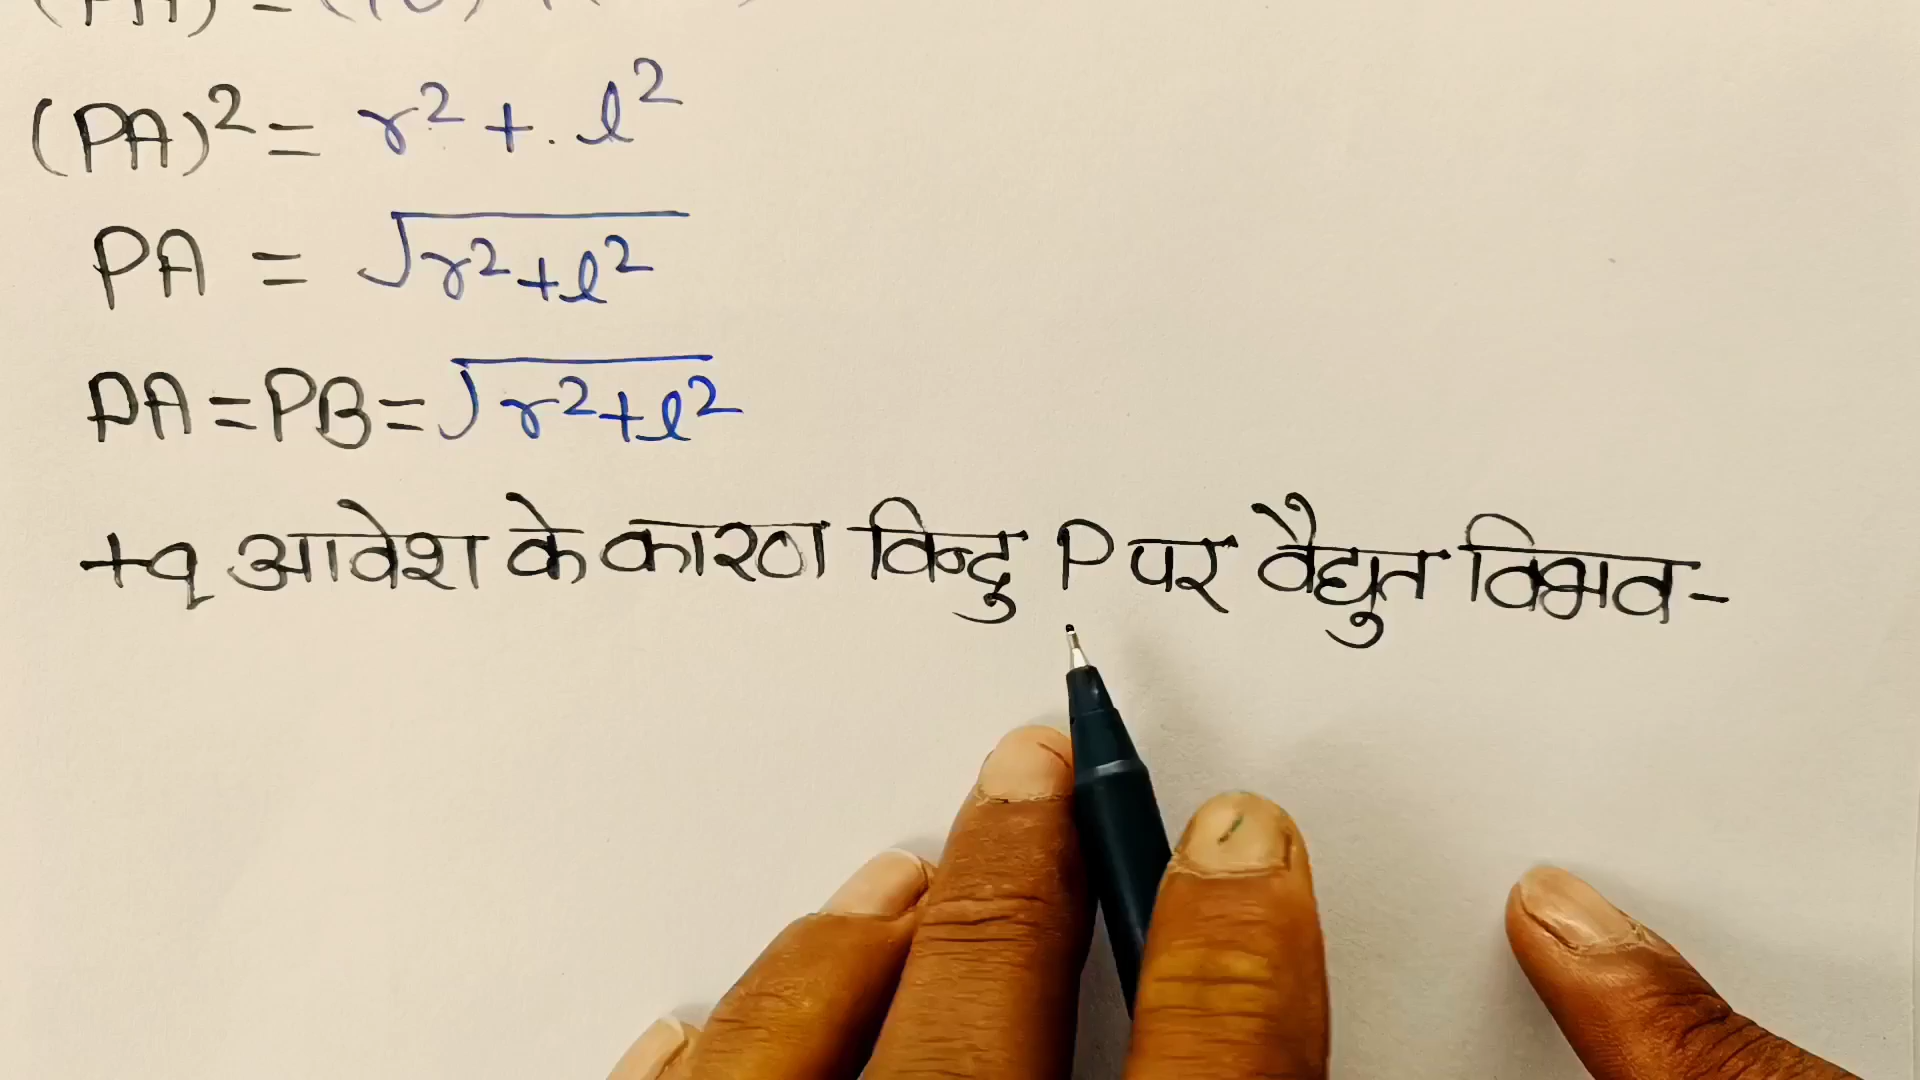 (PA)² = r² + l²
PA = √r²+l²
PA = PB = √r²+l²
+q आवेश के कारण विन्दु P पर वैद्युत विभव-